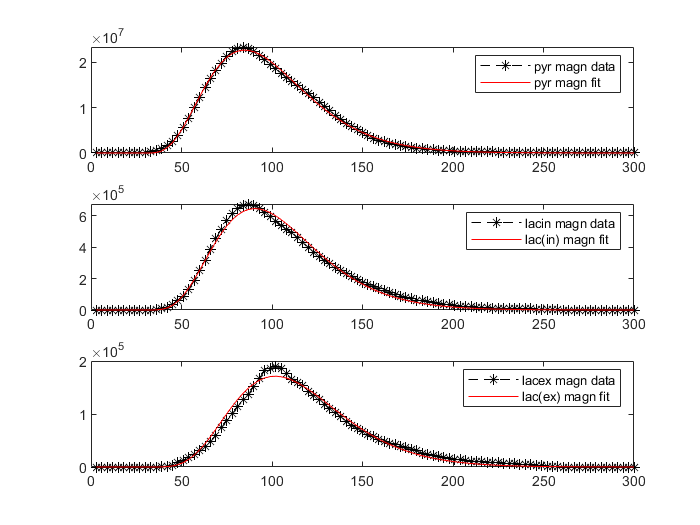 ×10^7
2
1
0
0 50 100 150 200 250 300
pyr magn data
pyr magn fit
×10^5
6
4
2
0
0 50 100 150 200 250 300
lacin magn data
lac(in) magn fit
×10^5
2
1
0
0 50 100 150 200 250 300
lacex magn data
lac(ex) magn fit